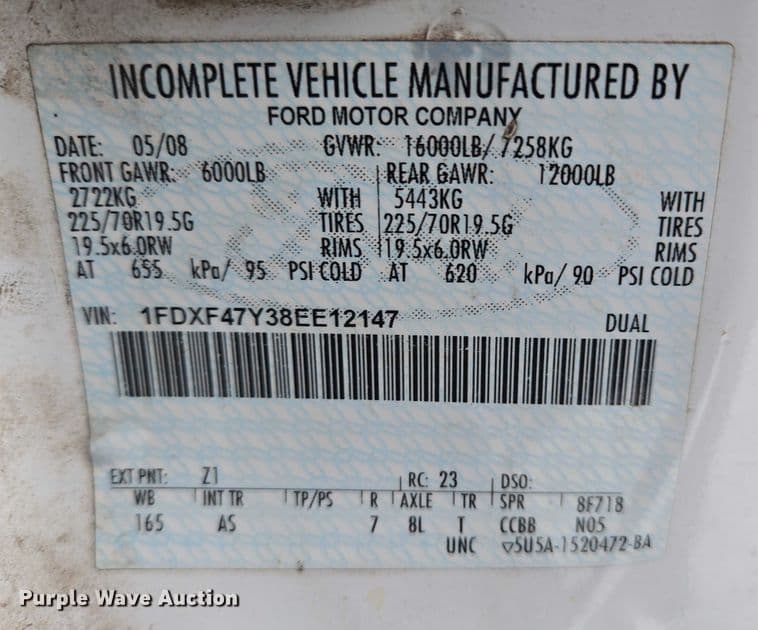 INCOMPLETE VEHICLE MANUFACTURED BY
FORD MOTOR COMPANY
DATE: 05/08 GVWR: 16000LB/ 7258KG
FRONT GAWR: 6000LB REAR GAWR: 12000LB
2722KG WITH 5443KG WITH
225/70R19.5G TIRES 225/70R19.5G TIRES
19.5x6.0RW RIMS 19.5x6.0RW RIMS
AT 655 kPa/ 95 PSI COLD AT 620 kPa/ 90 PSI COLD
VIN: 1FDXF47Y38EE12147 DUAL
EXT PNT: Z1 RC: 23 DSO:
WB INT TR TP/PS R AXLE TR SPR 8F718
165 AS 7 8L T CCBB N05
UNC ▽5U5A-1520472-BA
Purple Wave Auction